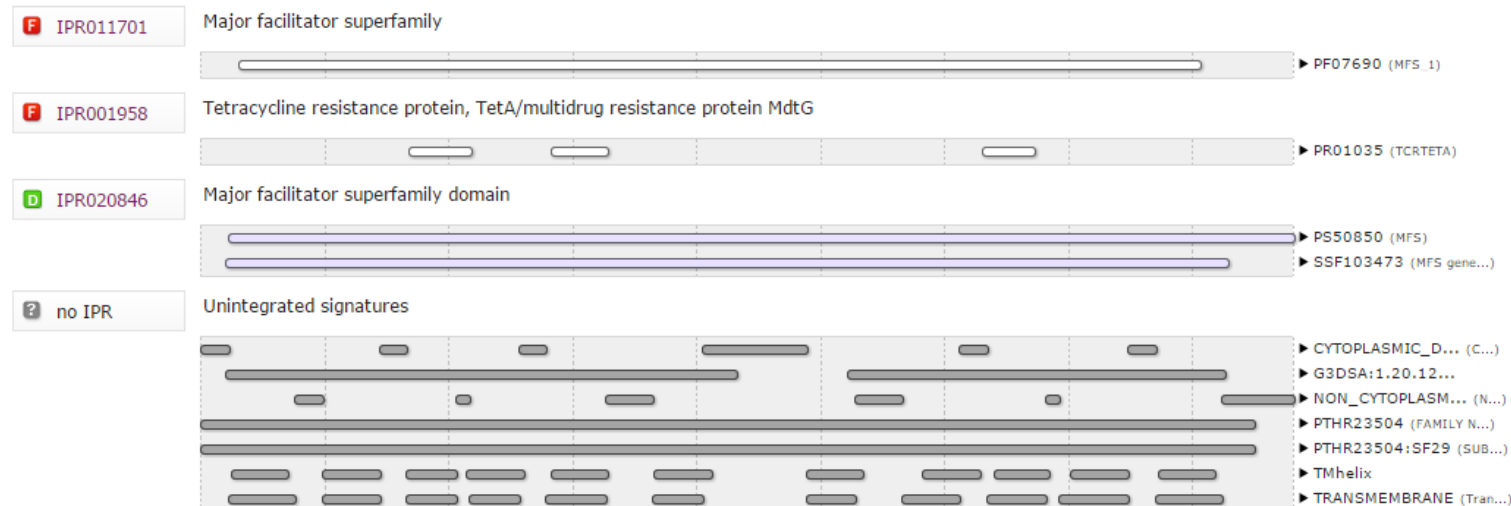 F IPR011701 Major facilitator superfamily
PF07690 (MFS_1)
F IPR001958 Tetracycline resistance protein, TetA/multidrug resistance protein MdtG
PR01035 (TCRTETA)
D IPR020846 Major facilitator superfamily domain
PS50850 (MFS)
SSF103473 (MFS gene...)
? no IPR Unintegrated signatures
CYTOPLASMIC_D... (C...)
G3DSA:1.20.12...
NON_CYTOPLASM... (N...)
PTHR23504 (FAMILY N...)
PTHR23504:SF29 (SUB...)
TMhelix
TRANSMEMBRANE (Tran...)